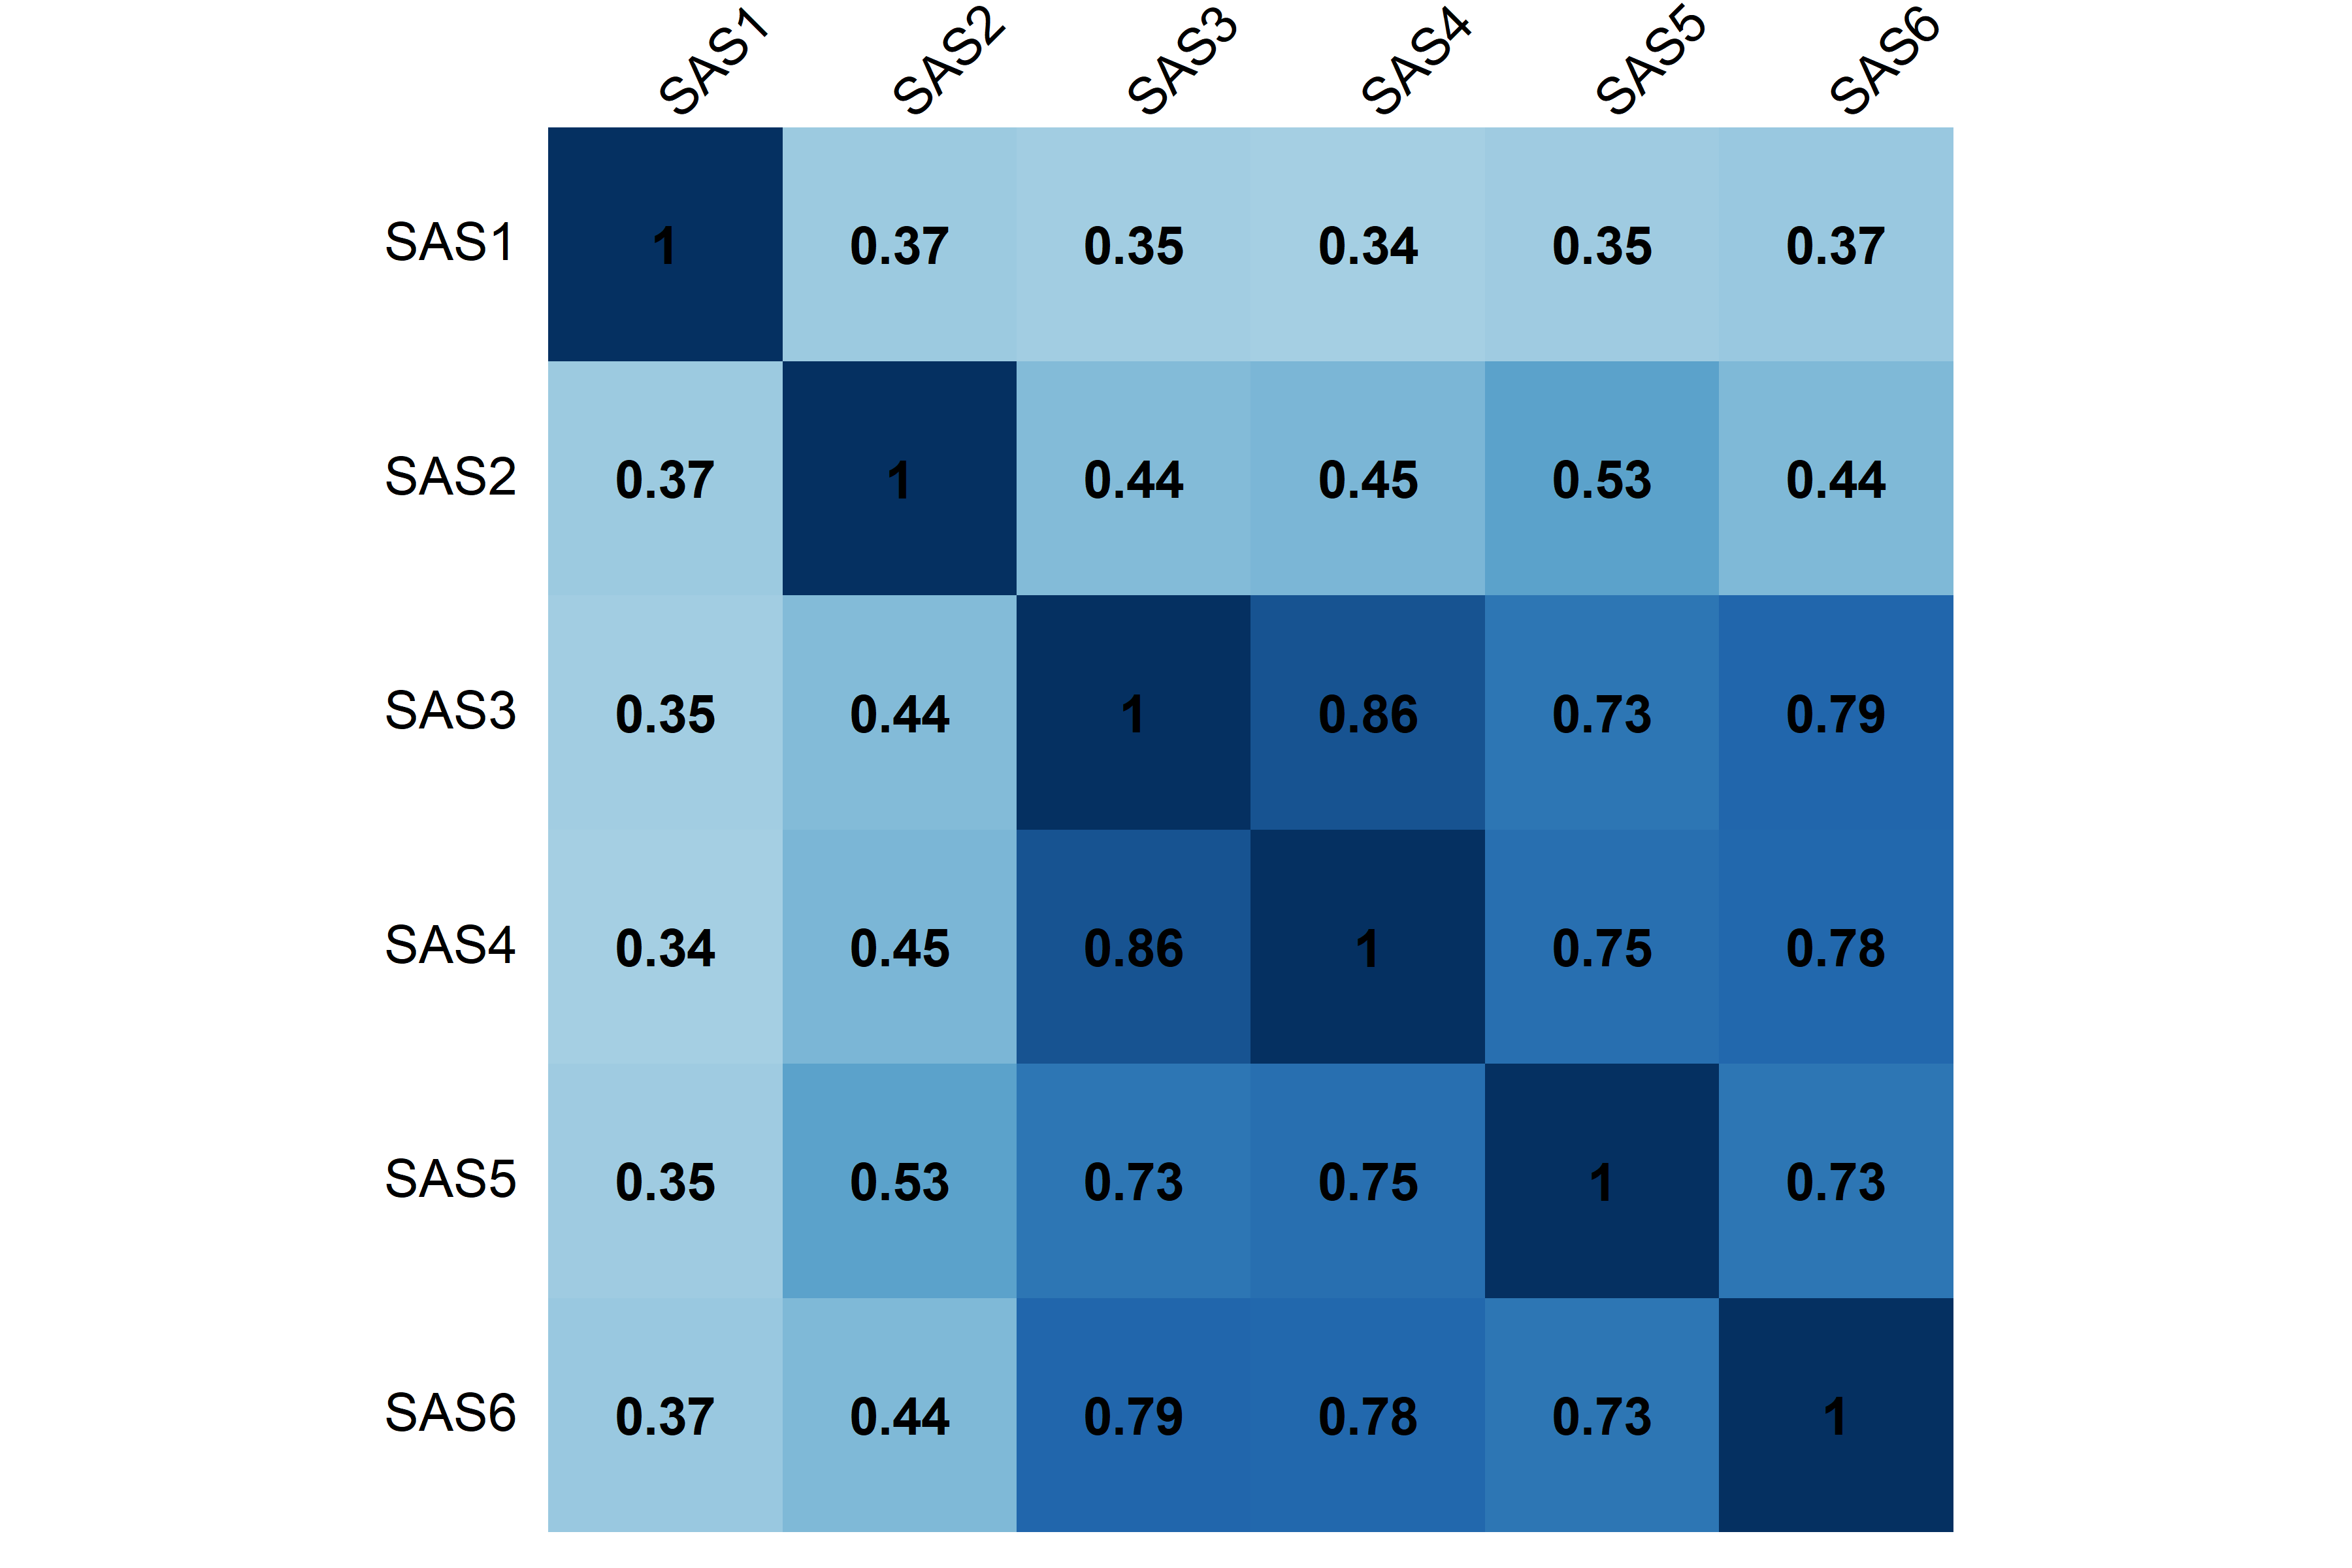 SAS1 SAS2 SAS3 SAS4 SAS5 SAS6
SAS1 1 0.37 0.35 0.34 0.35 0.37
SAS2 0.37 1 0.44 0.45 0.53 0.44
SAS3 0.35 0.44 1 0.86 0.73 0.79
SAS4 0.34 0.45 0.86 1 0.75 0.78
SAS5 0.35 0.53 0.73 0.75 1 0.73
SAS6 0.37 0.44 0.79 0.78 0.73 1